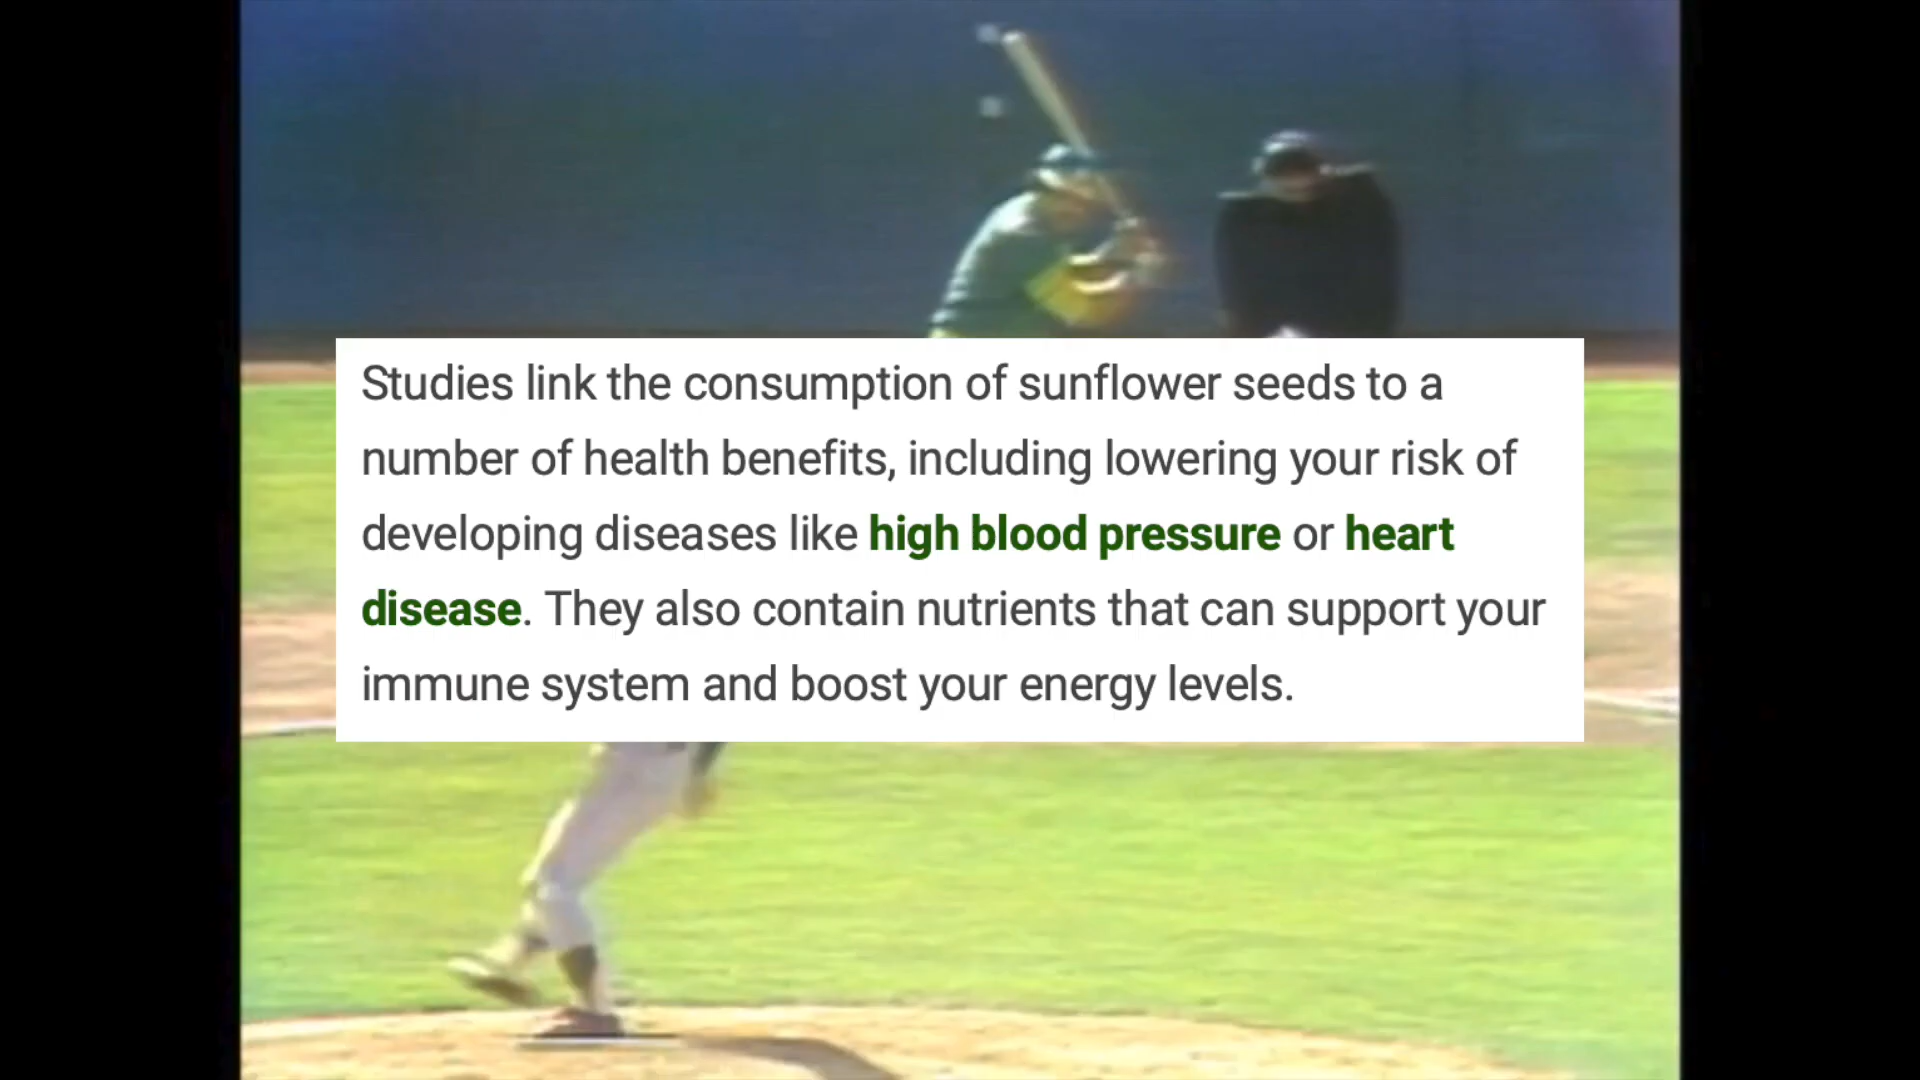 Studies link the consumption of sunflower seeds to a
number of health benefits, including lowering your risk of
developing diseases like high blood pressure or heart
disease. They also contain nutrients that can support your
immune system and boost your energy levels.